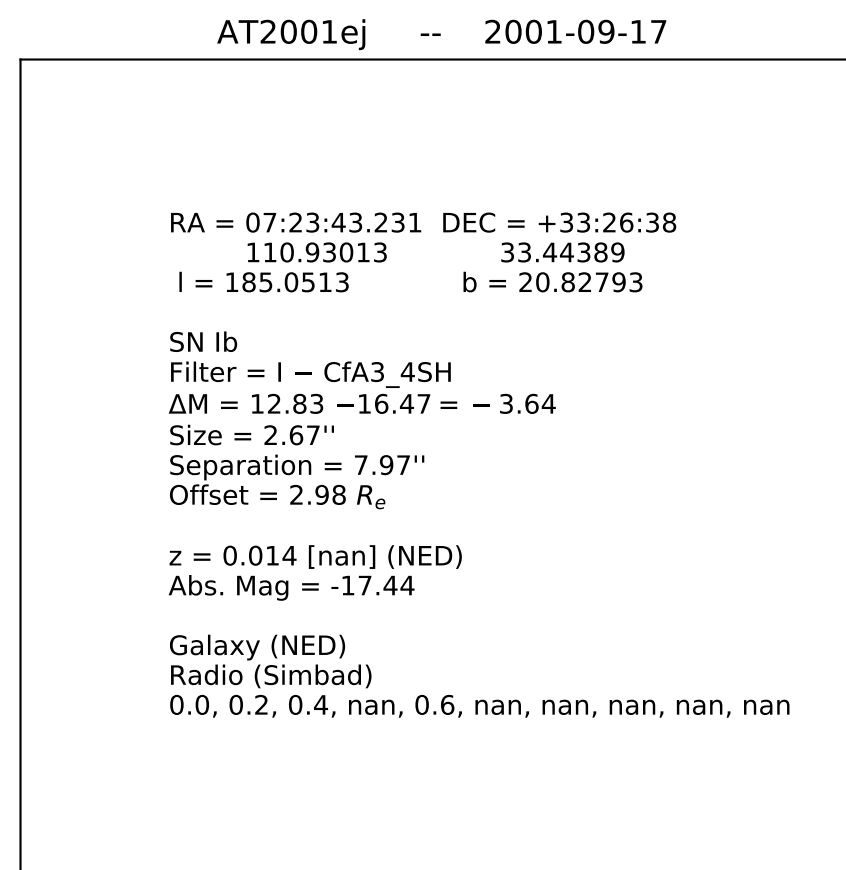 AT2001ej -- 2001-09-17
RA = 07:23:43.231 DEC = +33:26:38
110.93013 33.44389
l = 185.0513 b = 20.82793
SN Ib
Filter = I − CfA3_4SH
ΔM = 12.83 −16.47 = − 3.64
Size = 2.67''
Separation = 7.97''
Offset = 2.98 Re
z = 0.014 [nan] (NED)
Abs. Mag = -17.44
Galaxy (NED)
Radio (Simbad)
0.0, 0.2, 0.4, nan, 0.6, nan, nan, nan, nan, nan